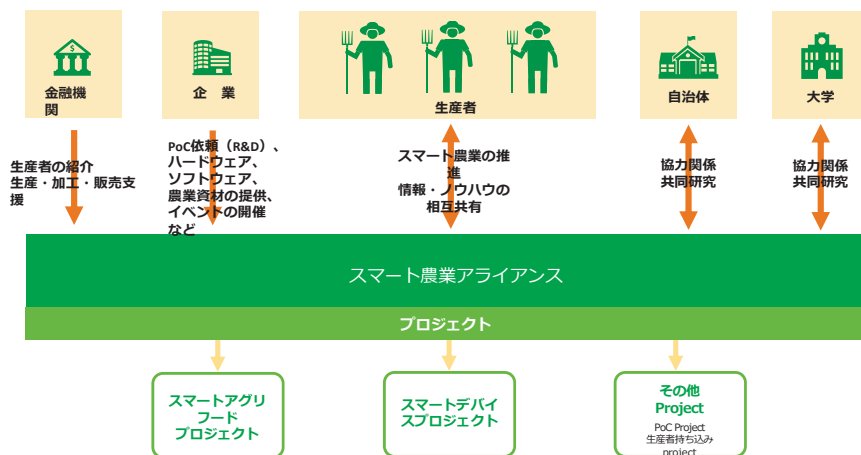 金融機
関
企　業
生産者
自治体
大学
生産者の紹介
生産・加工・販売支
援
PoC依頼（R&D）、
ハードウェア、
ソフトウェア、
農業資材の提供、
イベントの開催
など
スマート農業の推
進
情報・ノウハウの
相互共有
協力関係
共同研究
協力関係
共同研究
スマート農業アライアンス
プロジェクト
スマートアグリ
フード
プロジェクト
スマートデバイ
スプロジェクト
その他
Project
PoC Project
生産者持ち込み
project